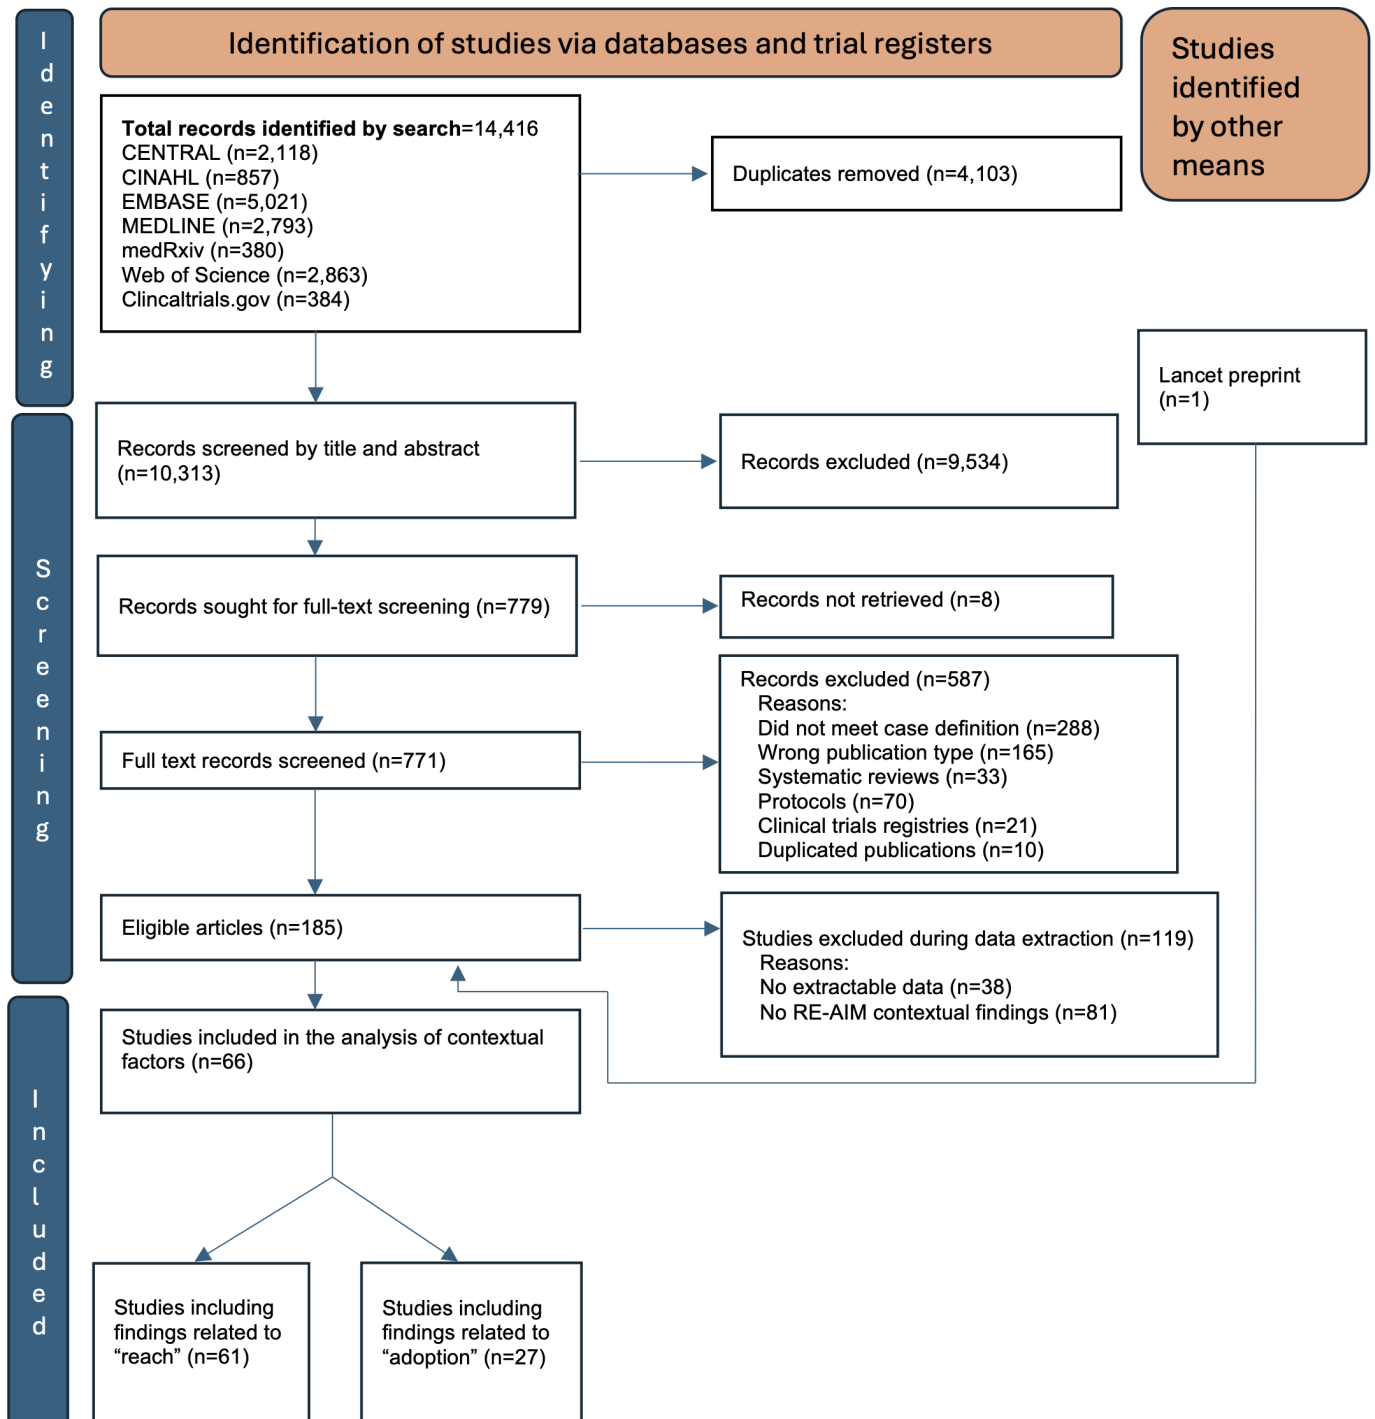 Identification of studies via databases and trial registers
Studies
identified
by other
means
Identifying
Total records identified by search=14,416
CENTRAL (n=2,118)
CINAHL (n=857)
EMBASE (n=5,021)
MEDLINE (n=2,793)
medRxiv (n=380)
Web of Science (n=2,863)
Clincaltrials.gov (n=384)
Duplicates removed (n=4,103)
Lancet preprint
(n=1)
Screening
Records screened by title and abstract
(n=10,313)
Records excluded (n=9,534)
Records sought for full-text screening (n=779)
Records not retrieved (n=8)
Full text records screened (n=771)
Records excluded (n=587)
Reasons:
Did not meet case definition (n=288)
Wrong publication type (n=165)
Systematic reviews (n=33)
Protocols (n=70)
Clinical trials registries (n=21)
Duplicated publications (n=10)
Eligible articles (n=185)
Studies excluded during data extraction (n=119)
Reasons:
No extractable data (n=38)
No RE-AIM contextual findings (n=81)
Included
Studies included in the analysis of contextual
factors (n=66)
Studies including
findings related to
“reach” (n=61)
Studies including
findings related to
“adoption” (n=27)